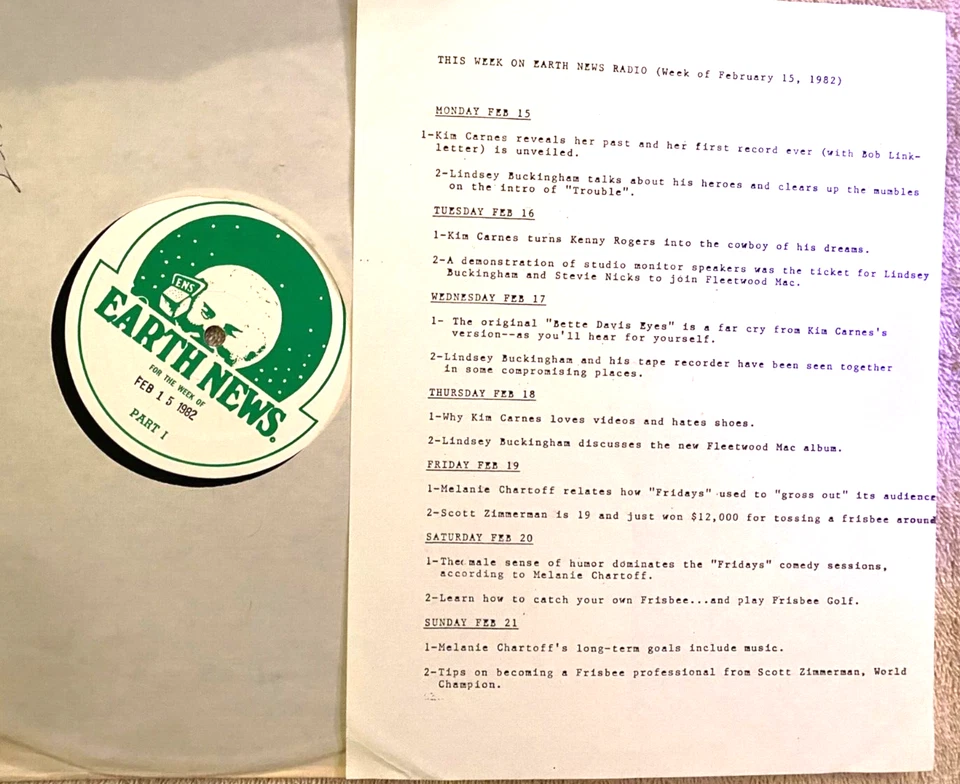 ENS
EARTH NEWS®
FOR THE WEEK OF
FEB 15 1982
PART I
THIS WEEK ON EARTH NEWS RADIO (Week of February 15, 1982)
MONDAY FEB 15
1-Kim Carnes reveals her past and her first record ever (with Bob Link-
letter) is unveiled.
2-Lindsey Buckingham talks about his heroes and clears up the mumbles
on the intro of "Trouble".
TUESDAY FEB 16
1-Kim Carnes turns Kenny Rogers into the cowboy of his dreams.
2-A demonstration of studio monitor speakers was the ticket for Lindsey
Buckingham and Stevie Nicks to join Fleetwood Mac.
WEDNESDAY FEB 17
1- The original "Bette Davis Eyes" is a far cry from Kim Carnes's
version--as you'll hear for yourself.
2-Lindsey Buckingham and his tape recorder have been seen together
in some compromising places.
THURSDAY FEB 18
1-Why Kim Carnes loves videos and hates shoes.
2-Lindsey Buckingham discusses the new Fleetwood Mac album.
FRIDAY FEB 19
1-Melanie Chartoff relates how "Fridays" used to "gross out" its audience
2-Scott Zimmerman is 19 and just won $12,000 for tossing a frisbee around
SATURDAY FEB 20
1-The male sense of humor dominates the "Fridays" comedy sessions,
according to Melanie Chartoff.
2-Learn how to catch your own Frisbee...and play Frisbee Golf.
SUNDAY FEB 21
1-Melanie Chartoff's long-term goals include music.
2-Tips on becoming a Frisbee professional from Scott Zimmerman, World
Champion.